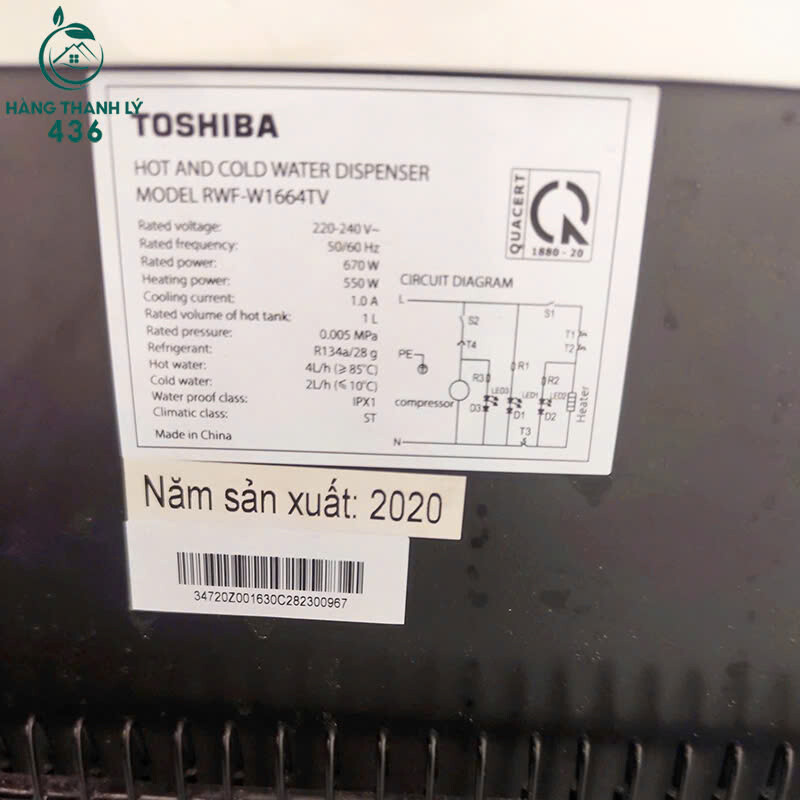 HÀNG THANH LÝ
436
TOSHIBA
HOT AND COLD WATER DISPENSER
MODEL RWF-W1664TV
Rated voltage: 220-240 V~
Rated frequency: 50/60 Hz
Rated power: 670 W
Heating power: 550 W
Cooling current: 1.0 A
Rated volume of hot tank: 1 L
Rated pressure: 0.005 MPa
Refrigerant: R134a/28 g
Hot water: 4L/h (≥ 85°C)
Cold water: 2L/h (≤ 10°C)
Water proof class: IPX1
Climatic class: ST
Made in China
QUACERT
1880 - 20
CIRCUIT DIAGRAM
L
S1
S2
T1
T2
T4
PE
R1
R3
R2
LED3
LED1
LED2
compressor
D3
D1
D2
Heater
T3
N
Năm sản xuất: 2020
34720Z001630C282300967